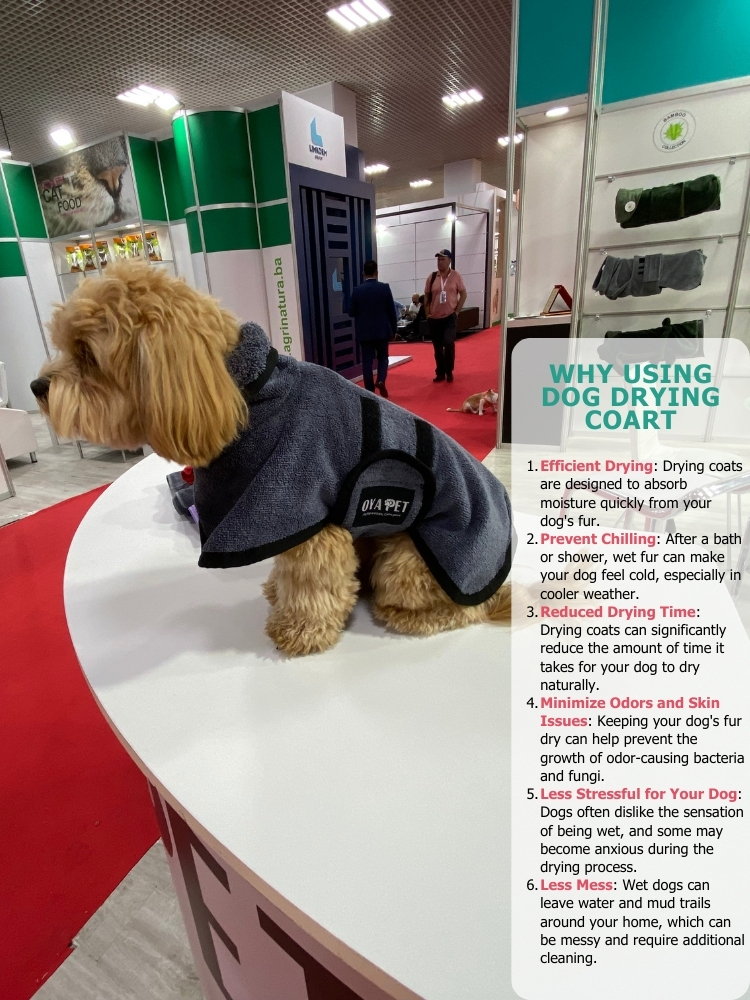 CAT
FOOD
agrinatura.ba
BAMBOO
COLLECTION
OYA PET
WHY USING
DOG DRYING
COART
1. Efficient Drying: Drying coats
are designed to absorb
moisture quickly from your
dog's fur.
2. Prevent Chilling: After a bath
or shower, wet fur can make
your dog feel cold, especially in
cooler weather.
3. Reduced Drying Time:
Drying coats can significantly
reduce the amount of time it
takes for your dog to dry
naturally.
4. Minimize Odors and Skin
Issues: Keeping your dog's fur
dry can help prevent the
growth of odor-causing bacteria
and fungi.
5. Less Stressful for Your Dog:
Dogs often dislike the sensation
of being wet, and some may
become anxious during the
drying process.
6. Less Mess: Wet dogs can
leave water and mud trails
around your home, which can
be messy and require additional
cleaning.